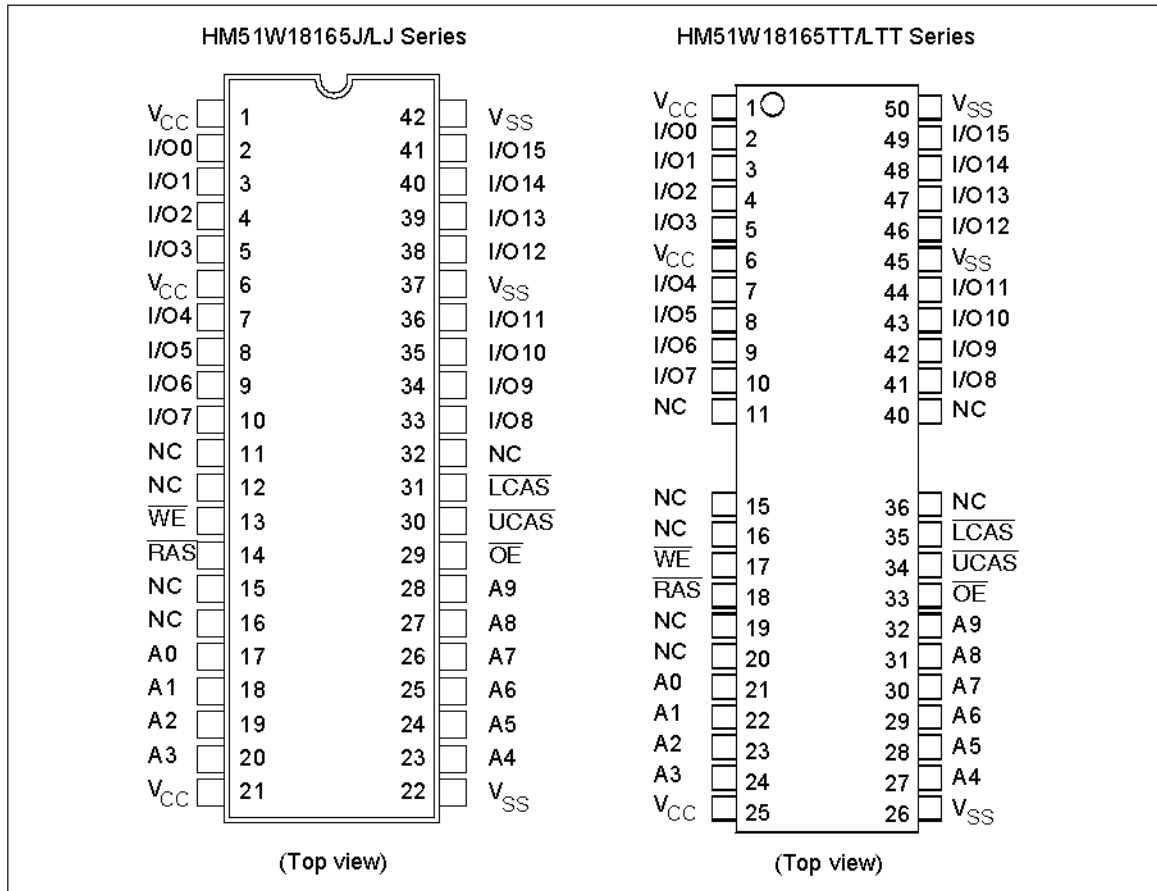 HM51W18165J/LJ Series
VCC 1 42 VSS
I/O0 2 41 I/O15
I/O1 3 40 I/O14
I/O2 4 39 I/O13
I/O3 5 38 I/O12
VCC 6 37 VSS
I/O4 7 36 I/O11
I/O5 8 35 I/O10
I/O6 9 34 I/O9
I/O7 10 33 I/O8
NC 11 32 NC
NC 12 31 LCAS
WE 13 30 UCAS
RAS 14 29 OE
NC 15 28 A9
NC 16 27 A8
A0 17 26 A7
A1 18 25 A6
A2 19 24 A5
A3 20 23 A4
VCC 21 22 VSS
(Top view)
HM51W18165TT/LTT Series
VCC 1 50 VSS
I/O0 2 49 I/O15
I/O1 3 48 I/O14
I/O2 4 47 I/O13
I/O3 5 46 I/O12
VCC 6 45 VSS
I/O4 7 44 I/O11
I/O5 8 43 I/O10
I/O6 9 42 I/O9
I/O7 10 41 I/O8
NC 11 40 NC
NC 15 36 NC
NC 16 35 LCAS
WE 17 34 UCAS
RAS 18 33 OE
NC 19 32 A9
NC 20 31 A8
A0 21 30 A7
A1 22 29 A6
A2 23 28 A5
A3 24 27 A4
VCC 25 26 VSS
(Top view)